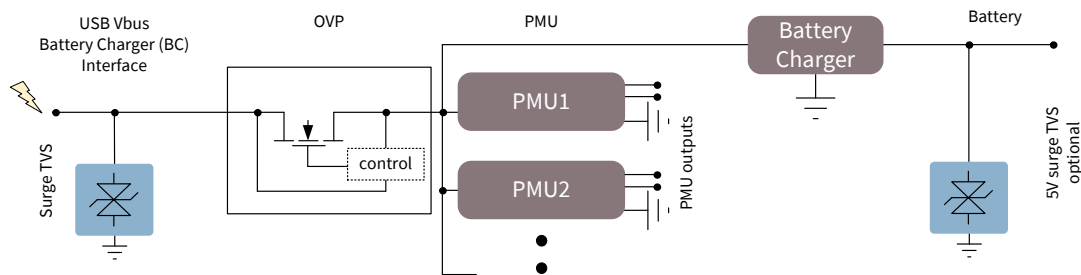 USB Vbus
Battery Charger (BC)
Interface
OVP
PMU
Battery
Battery
Charger
PMU1
PMU2
control
Surge TVS
PMU outputs
5V surge TVS
optional